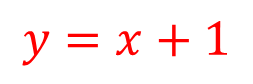 y = x + 1